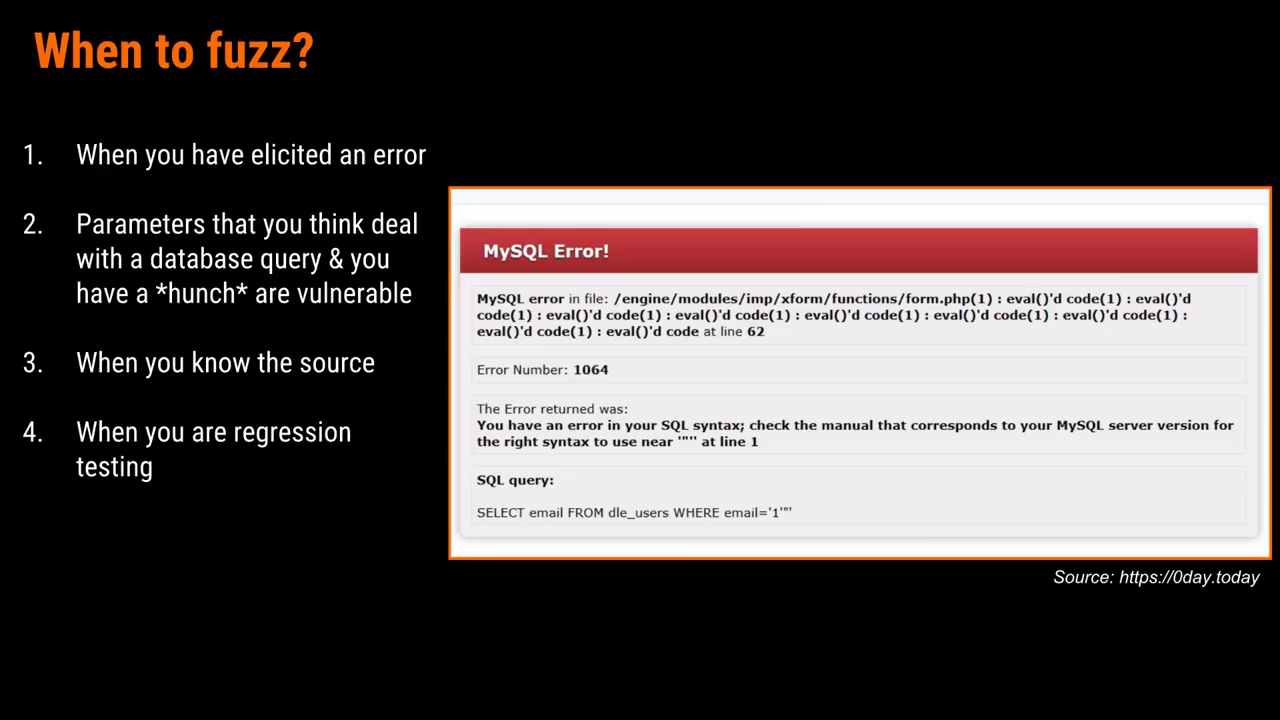 When to fuzz?
1. When you have elicited an error
2. Parameters that you think deal
with a database query & you
have a *hunch* are vulnerable
3. When you know the source
4. When you are regression
testing
MySQL Error!
MySQL error in file: /engine/modules/imp/xform/functions/form.php(1) : eval()'d code(1) : eval()'d
code(1) : eval()'d code(1) : eval()'d code(1) : eval()'d code(1) : eval()'d code(1) : eval()'d code(1) :
eval()'d code(1) : eval()'d code at line 62
Error Number: 1064
The Error returned was:
You have an error in your SQL syntax; check the manual that corresponds to your MySQL server version for
the right syntax to use near '"'' at line 1
SQL query:
SELECT email FROM dle_users WHERE email='1'"'
Source: https://0day.today